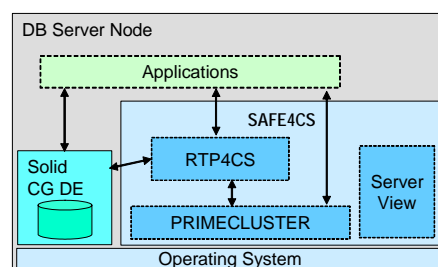 DB Server Node
Applications
SAFE4CS
Solid
CG DE
RTP4CS
Server
View
PRIMECLUSTER
Operating System